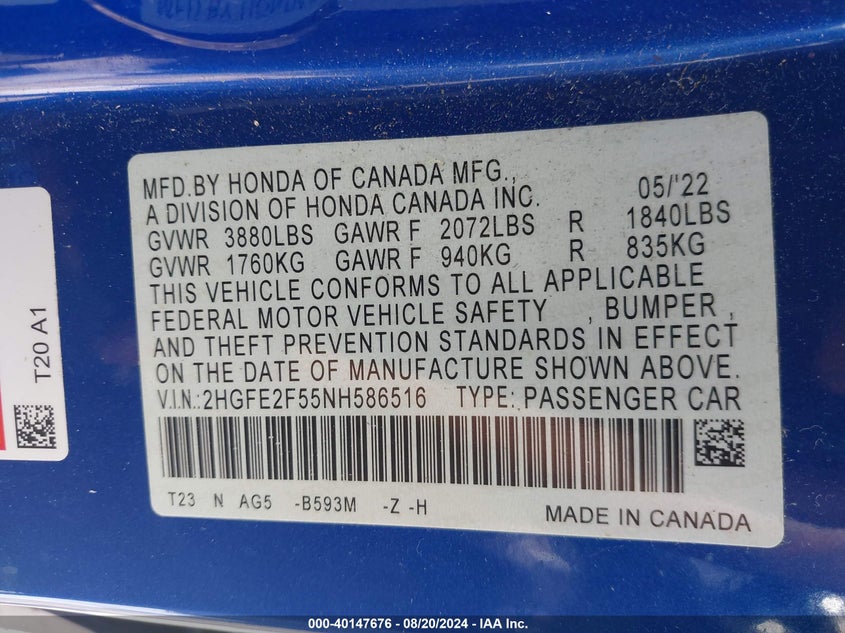 MFD.BY HONDA OF CANADA MFG., 05/'22
A DIVISION OF HONDA CANADA INC.
GVWR 3880LBS GAWR F 2072LBS R 1840LBS
GVWR 1760KG GAWR F 940KG R 835KG
THIS VEHICLE CONFORMS TO ALL APPLICABLE
FEDERAL MOTOR VEHICLE SAFETY , BUMPER ,
AND THEFT PREVENTION STANDARDS IN EFFECT
ON THE DATE OF MANUFACTURE SHOWN ABOVE.
V.I.N.:2HGFE2F55NH586516 TYPE: PASSENGER CAR
T23 N AG5 -B593M -Z -H
MADE IN CANADA
T20 A1
000-40147676 - 08/20/2024 - IAA Inc.